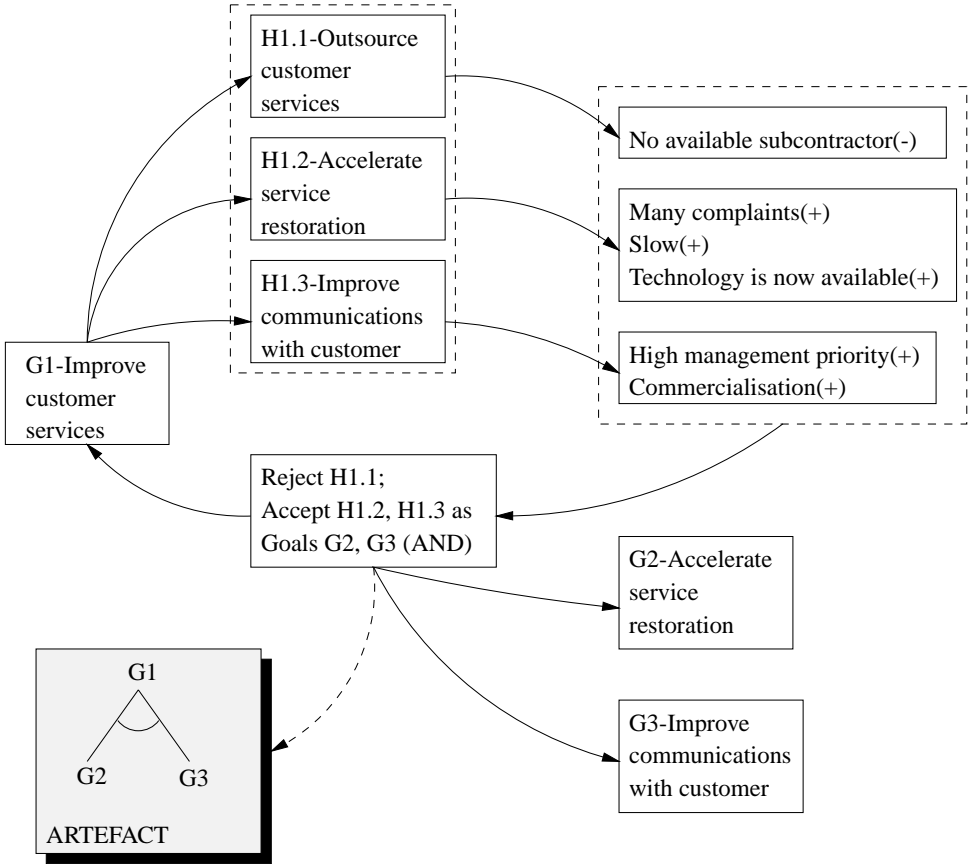 H1.1-Outsource
customer
services
H1.2-Accelerate
service
restoration
H1.3-Improve
communications
with customer
No available subcontractor(-)
Many complaints(+)
Slow(+)
Technology is now available(+)
High management priority(+)
Commercialisation(+)
G1-Improve
customer
services
Reject H1.1;
Accept H1.2, H1.3 as
Goals G2, G3 (AND)
G2-Accelerate
service
restoration
G3-Improve
communications
with customer
G1
G2 G3
ARTEFACT